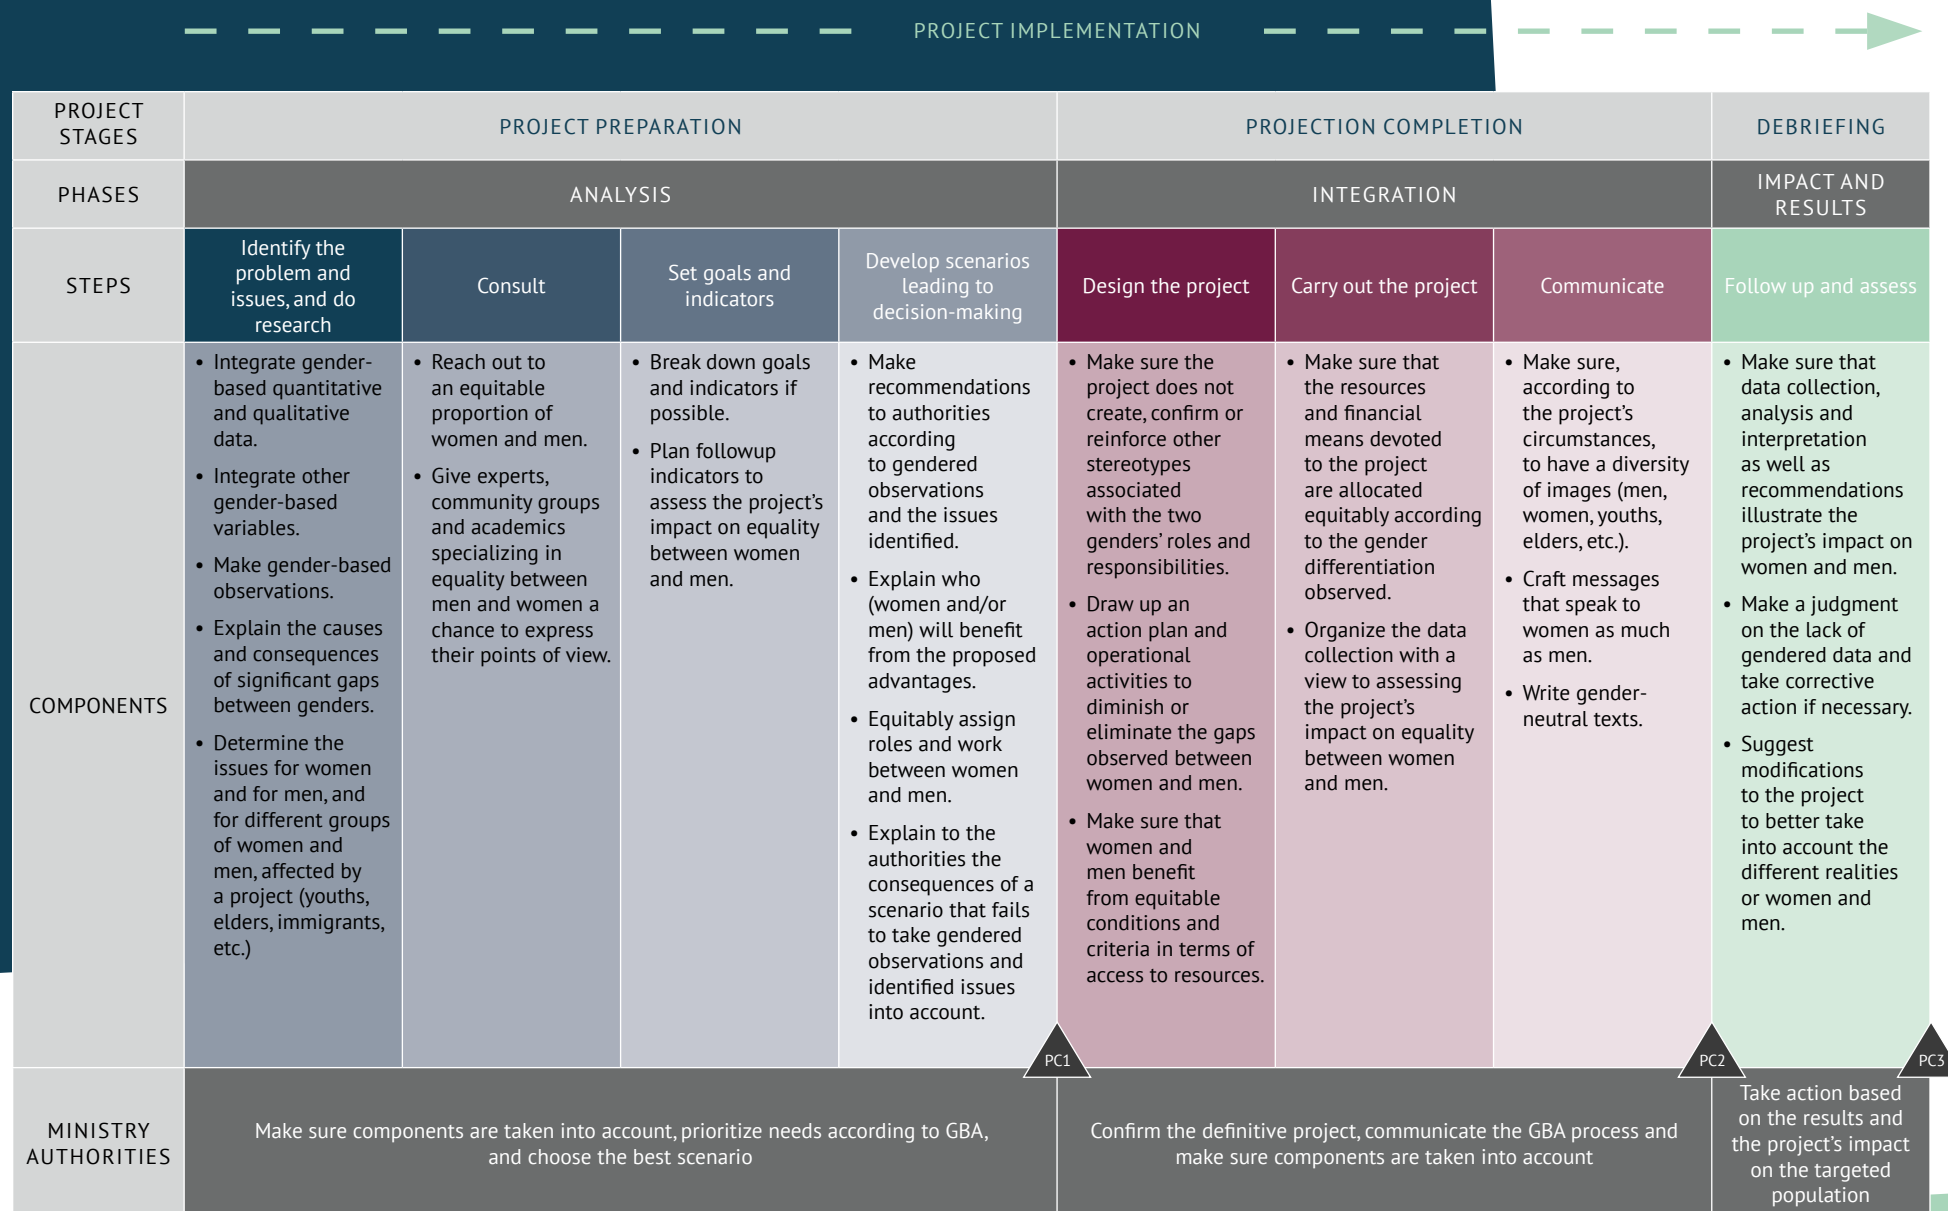 PROJECT IMPLEMENTATION
PROJECT
STAGES
PROJECT PREPARATION
PROJECTION COMPLETION
DEBRIEFING
PHASES
ANALYSIS
INTEGRATION
IMPACT AND
RESULTS
STEPS
Identify the
problem and
issues, and do
research
Consult
Set goals and
indicators
Develop scenarios
leading to
decision-making
Design the project
Carry out the project
Communicate
Follow up and assess
COMPONENTS
• Integrate gender-
based quantitative
and qualitative
data.
• Integrate other
gender-based
variables.
• Make gender-based
observations.
• Explain the causes
and consequences
of significant gaps
between genders.
• Determine the
issues for women
and for men, and
for different groups
of women and
men, affected by
a project (youths,
elders, immigrants,
etc.)
• Reach out to
an equitable
proportion of
women and men.
• Give experts,
community groups
and academics
specializing in
equality between
men and women a
chance to express
their points of view.
• Break down goals
and indicators if
possible.
• Plan followup
indicators to
assess the project's
impact on equality
between women
and men.
• Make
recommendations
to authorities
according
to gendered
observations
and the issues
identified.
• Explain who
(women and/or
men) will benefit
from the proposed
advantages.
• Equitably assign
roles and work
between women
and men.
• Explain to the
authorities the
consequences of a
scenario that fails
to take gendered
observations and
identified issues
into account.
• Make sure the
project does not
create, confirm or
reinforce other
stereotypes
associated
with the two
genders' roles and
responsibilities.
• Draw up an
action plan and
operational
activities to
diminish or
eliminate the gaps
observed between
women and men.
• Make sure that
women and
men benefit
from equitable
conditions and
criteria in terms of
access to resources.
• Make sure that
the resources
and financial
means devoted
to the project
are allocated
equitably according
to the gender
differentiation
observed.
• Organize the data
collection with a
view to assessing
the project's
impact on equality
between women
and men.
• Make sure,
according to
the project's
circumstances,
to have a diversity
of images (men,
women, youths,
elders, etc.).
• Craft messages
that speak to
women as much
as men.
• Write gender-
neutral texts.
• Make sure that
data collection,
analysis and
interpretation
as well as
recommendations
illustrate the
project's impact on
women and men.
• Make a judgment
on the lack of
gendered data and
take corrective
action if necessary.
• Suggest
modifications
to the project
to better take
into account the
different realities
or women and
men.
PC1
PC2
PC3
MINISTRY
AUTHORITIES
Make sure components are taken into account, prioritize needs according to GBA,
and choose the best scenario
Confirm the definitive project, communicate the GBA process and
make sure components are taken into account
Take action based
on the results and
the project's impact
on the targeted
population